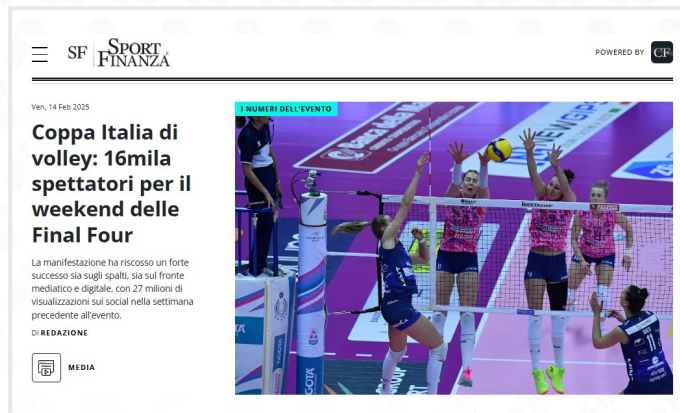 SF SPORT FINANZA
POWERED BY CF
Ven, 14 Feb 2025
I NUMERI DELL'EVENTO
Coppa Italia di
volley: 16mila
spettatori per il
weekend delle
Final Four
La manifestazione ha riscosso un forte
successo sia sugli spalti, sia sul fronte
mediatico e digitale, con 27 milioni di
visualizzazioni sui social nella settimana
precedente all'evento.
Di REDAZIONE
MEDIA
11